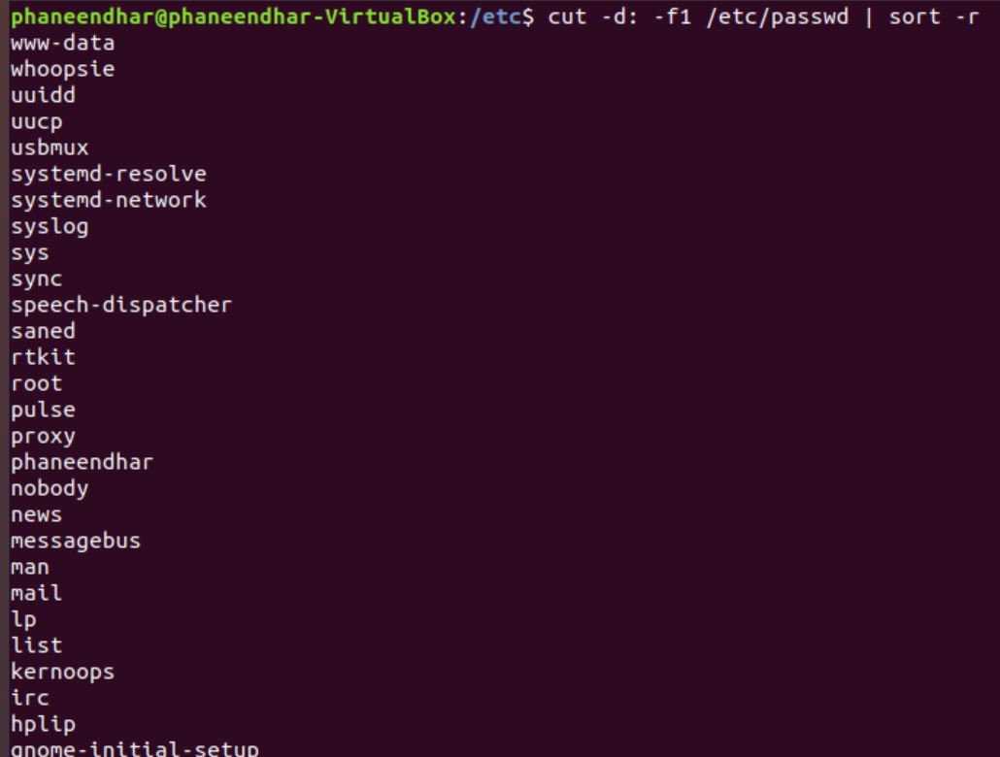 phaneendhar@phaneendhar-VirtualBox:/etc$ cut -d: -f1 /etc/passwd | sort -r
www-data
whoopsie
uuidd
uucp
usbmux
systemd-resolve
systemd-network
syslog
sys
sync
speech-dispatcher
saned
rtkit
root
pulse
proxy
phaneendhar
nobody
news
messagebus
man
mail
lp
list
kernoops
irc
hplip
gnome-initial-setup